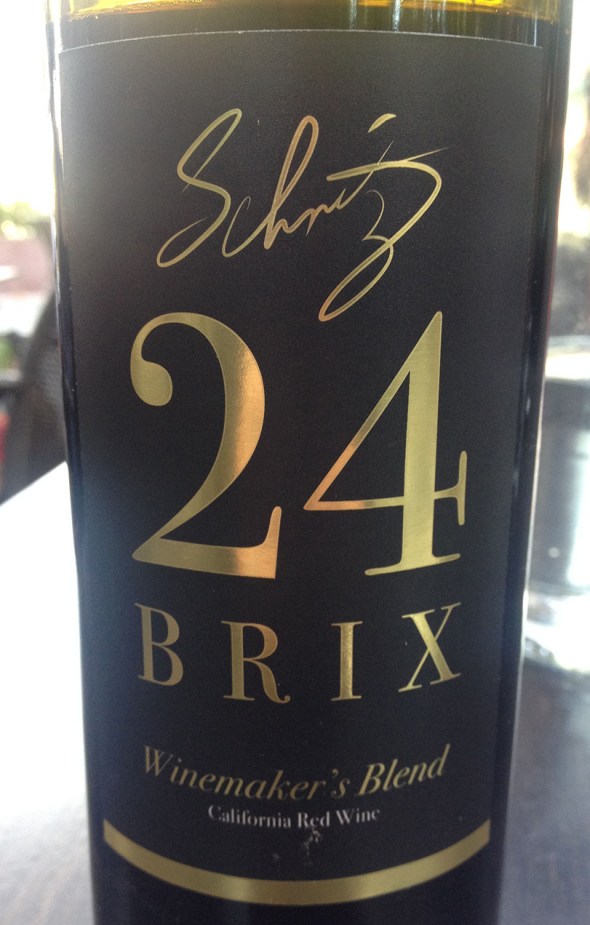 Schmitz
24
BRIX
Winemaker's Blend
California Red Wine